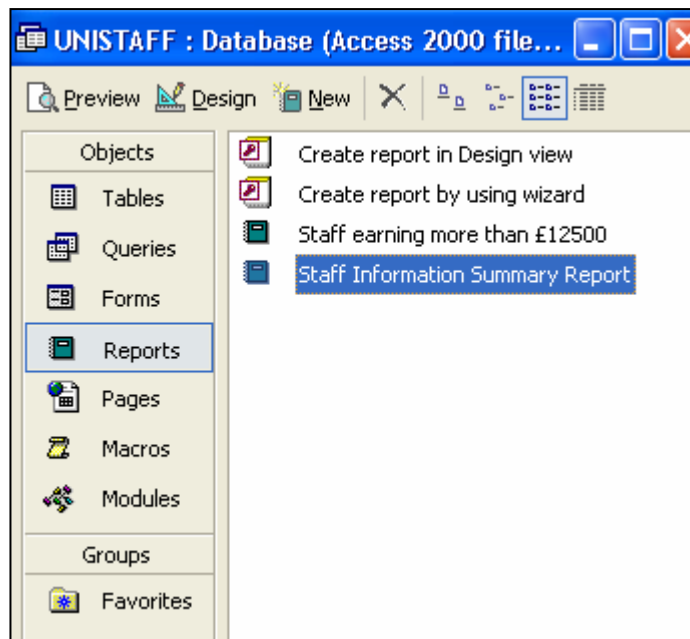 UNISTAFF : Database (Access 2000 file...
Preview Design New
Objects
Tables
Queries
Forms
Reports
Pages
Macros
Modules
Groups
Favorites
Create report in Design view
Create report by using wizard
Staff earning more than £12500
Staff Information Summary Report